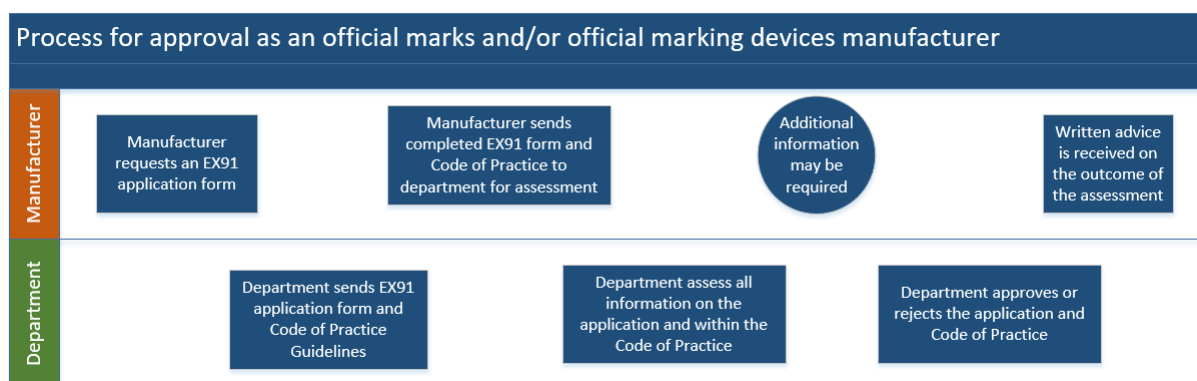 Process for approval as an official marks and/or official marking devices manufacturer
Manufacturer
Manufacturer
requests an EX91
application form
Manufacturer sends
completed EX91 form and
Code of Practice to
department for assessment
Additional
information
may be
required
Written advice
is received on
the outcome of
the assessment
Department
Department sends EX91
application form and
Code of Practice
Guidelines
Department assess all
information on the
application and within the
Code of Practice
Department approves or
rejects the application and
Code of Practice